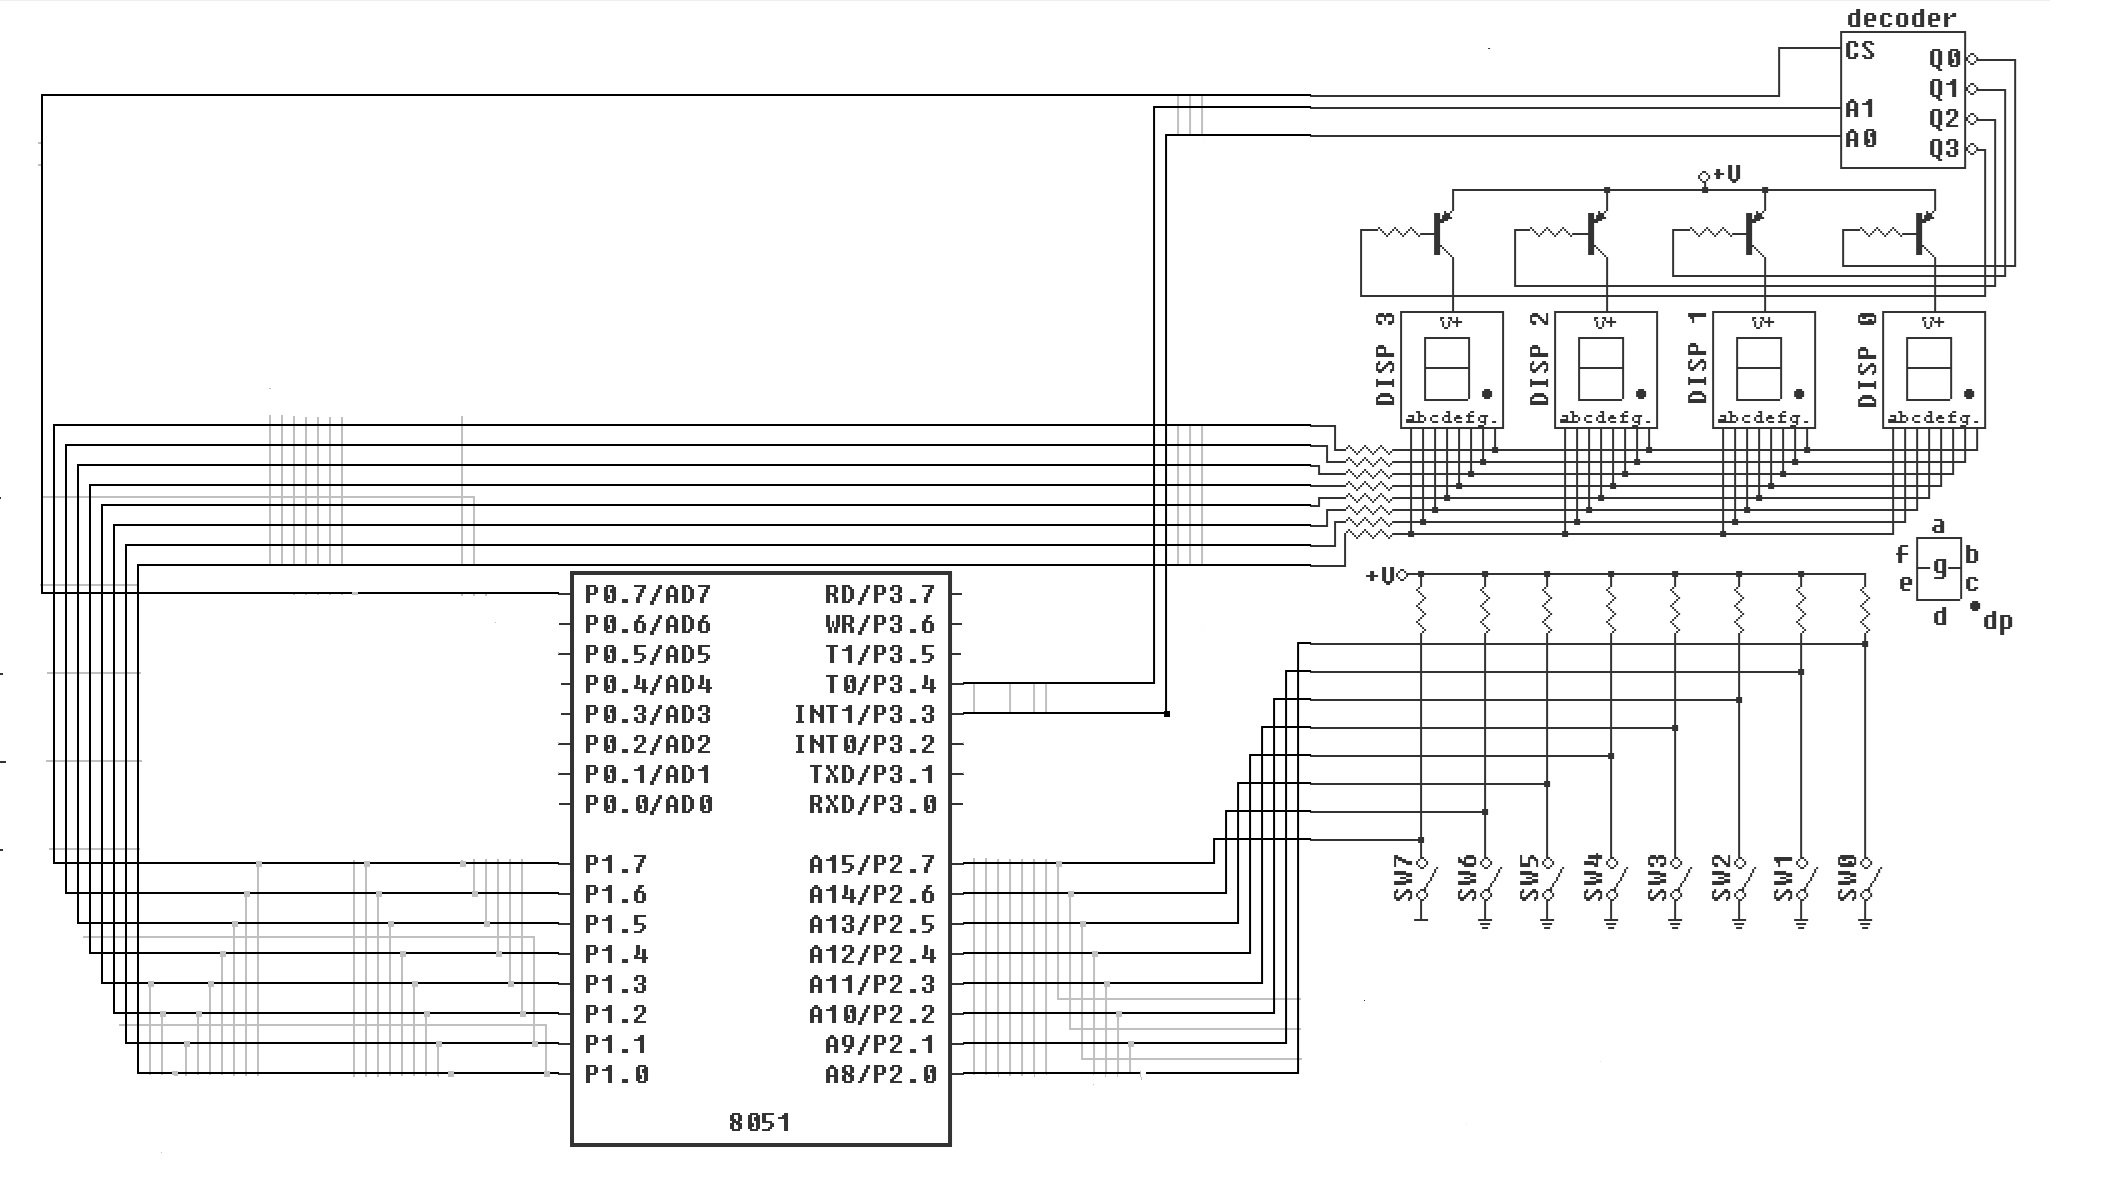 decoder
CS
Q0
Q1
A1
Q2
A0
Q3
+V
DISP 3
V+
abcdefg.
DISP 2
V+
abcdefg.
DISP 1
V+
abcdefg.
DISP 0
V+
abcdefg.
a
f b
g
e c
d
dp
+V
P0.7/AD7 RD/P3.7
P0.6/AD6 WR/P3.6
P0.5/AD5 T1/P3.5
P0.4/AD4 T0/P3.4
P0.3/AD3 INT1/P3.3
P0.2/AD2 INT0/P3.2
P0.1/AD1 TXD/P3.1
P0.0/AD0 RXD/P3.0
P1.7 A15/P2.7
P1.6 A14/P2.6
P1.5 A13/P2.5
P1.4 A12/P2.4
P1.3 A11/P2.3
P1.2 A10/P2.2
P1.1 A9/P2.1
P1.0 A8/P2.0
8051
SW7
SW6
SW5
SW4
SW3
SW2
SW1
SW0